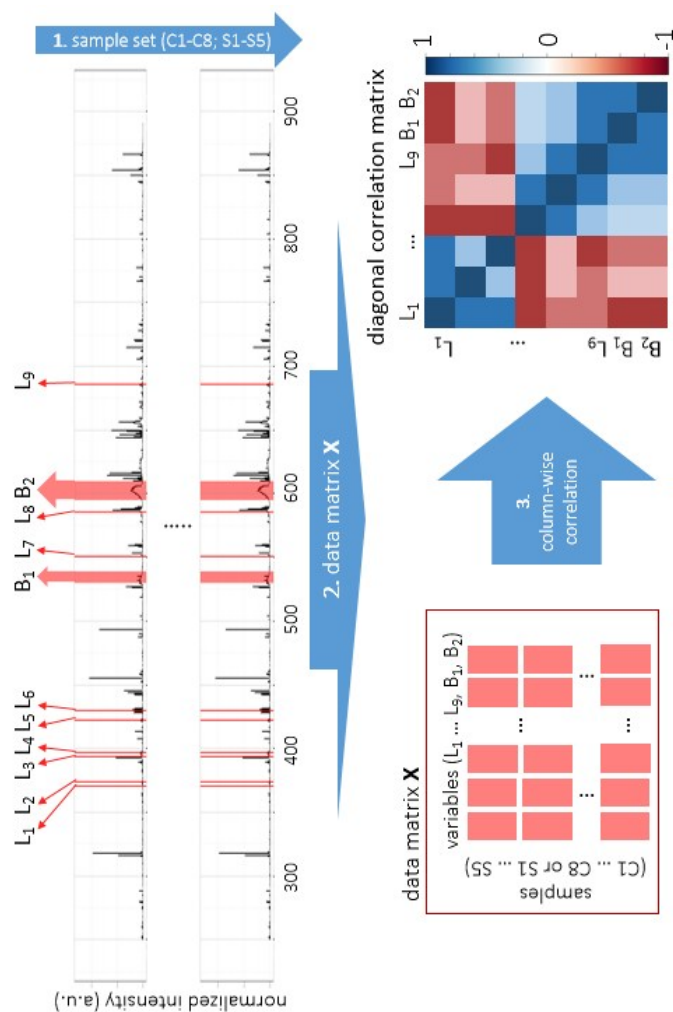 1. sample set (C1-C8; S1-S5)
L1 L2 L3 L4 L5 L6 B1 L7 L8 B2 L9
.....
normalized intensity (a.u.)
300 400 500 600 700 800 900
2. data matrix X
data matrix X
variables (L1 ... L9, B1, B2)
samples
(C1 ... C8 or S1 ... S5)
...
... ...
... ...
3.
column-wise
correlation
diagonal correlation matrix
L1 ... L9 B1 B2
L1
...
B1 L9
B2
1
0
-1